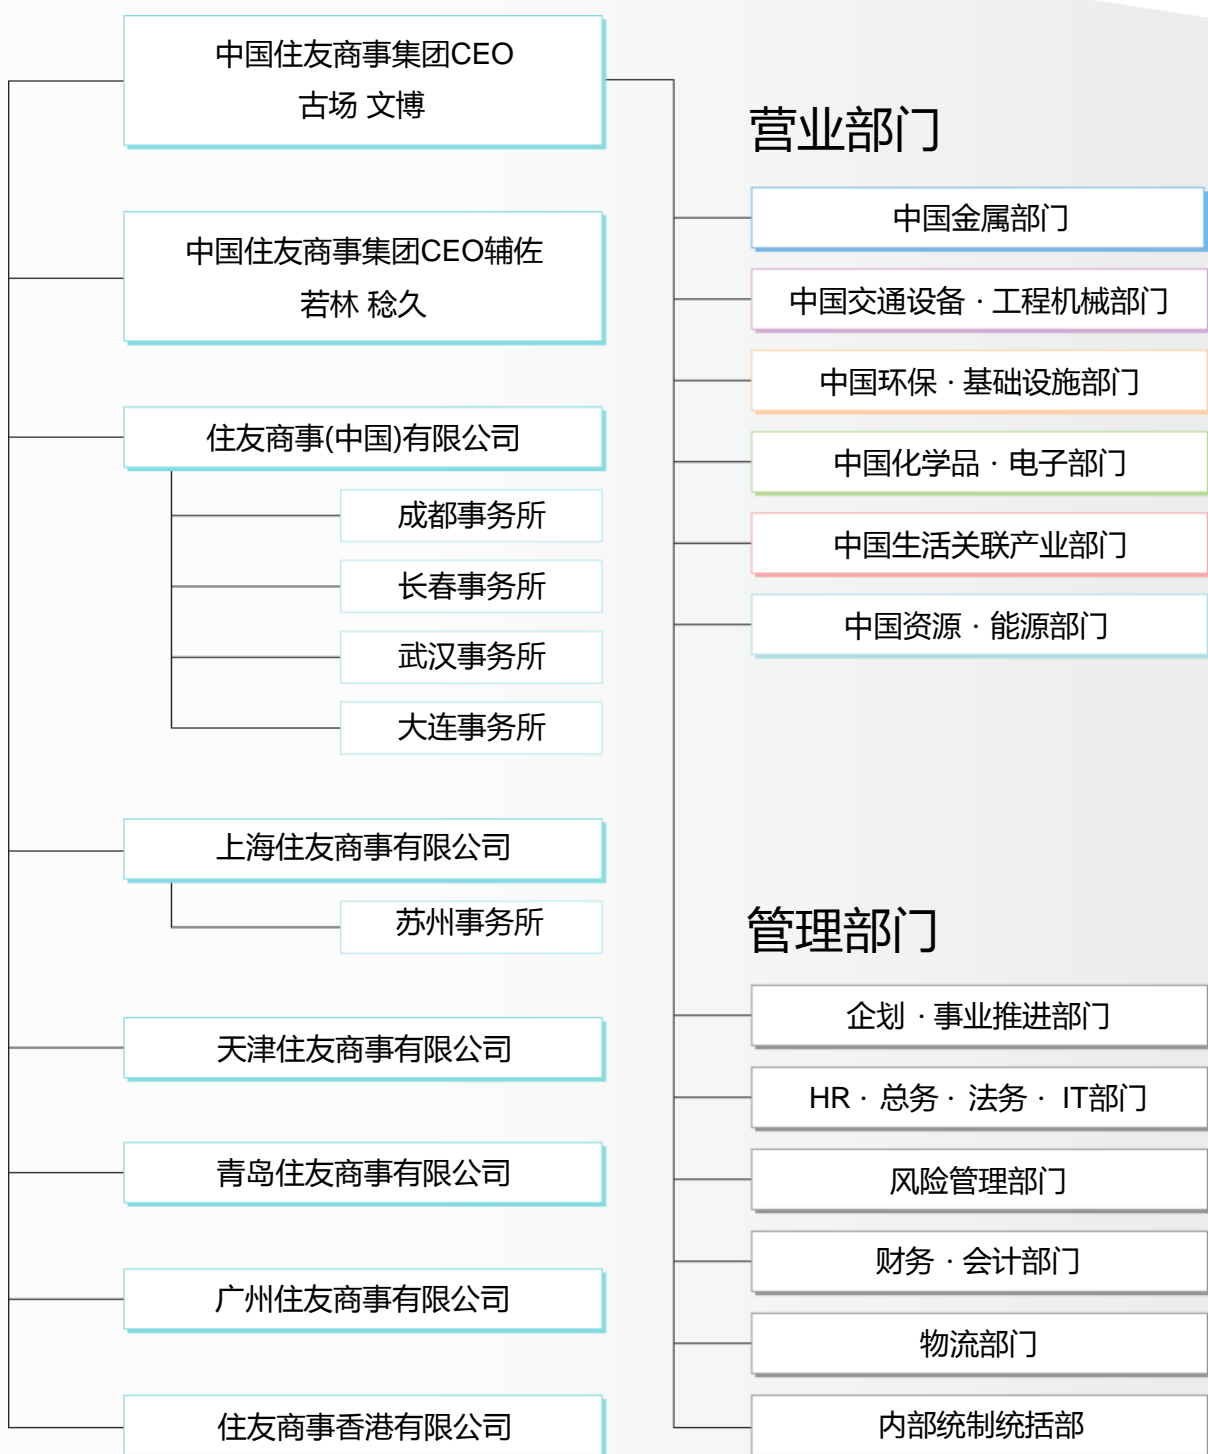 中国住友商事集团CEO
古场 文博
中国住友商事集团CEO辅佐
若林 稔久
住友商事(中国)有限公司
成都事务所
长春事务所
武汉事务所
大连事务所
上海住友商事有限公司
苏州事务所
天津住友商事有限公司
青岛住友商事有限公司
广州住友商事有限公司
住友商事香港有限公司
营业部门
中国金属部门
中国交通设备 · 工程机械部门
中国环保 · 基础设施部门
中国化学品 · 电子部门
中国生活关联产业部门
中国资源 · 能源部门
管理部门
企划 · 事业推进部门
HR · 总务 · 法务 · IT部门
风险管理部门
财务 · 会计部门
物流部门
内部统制统括部